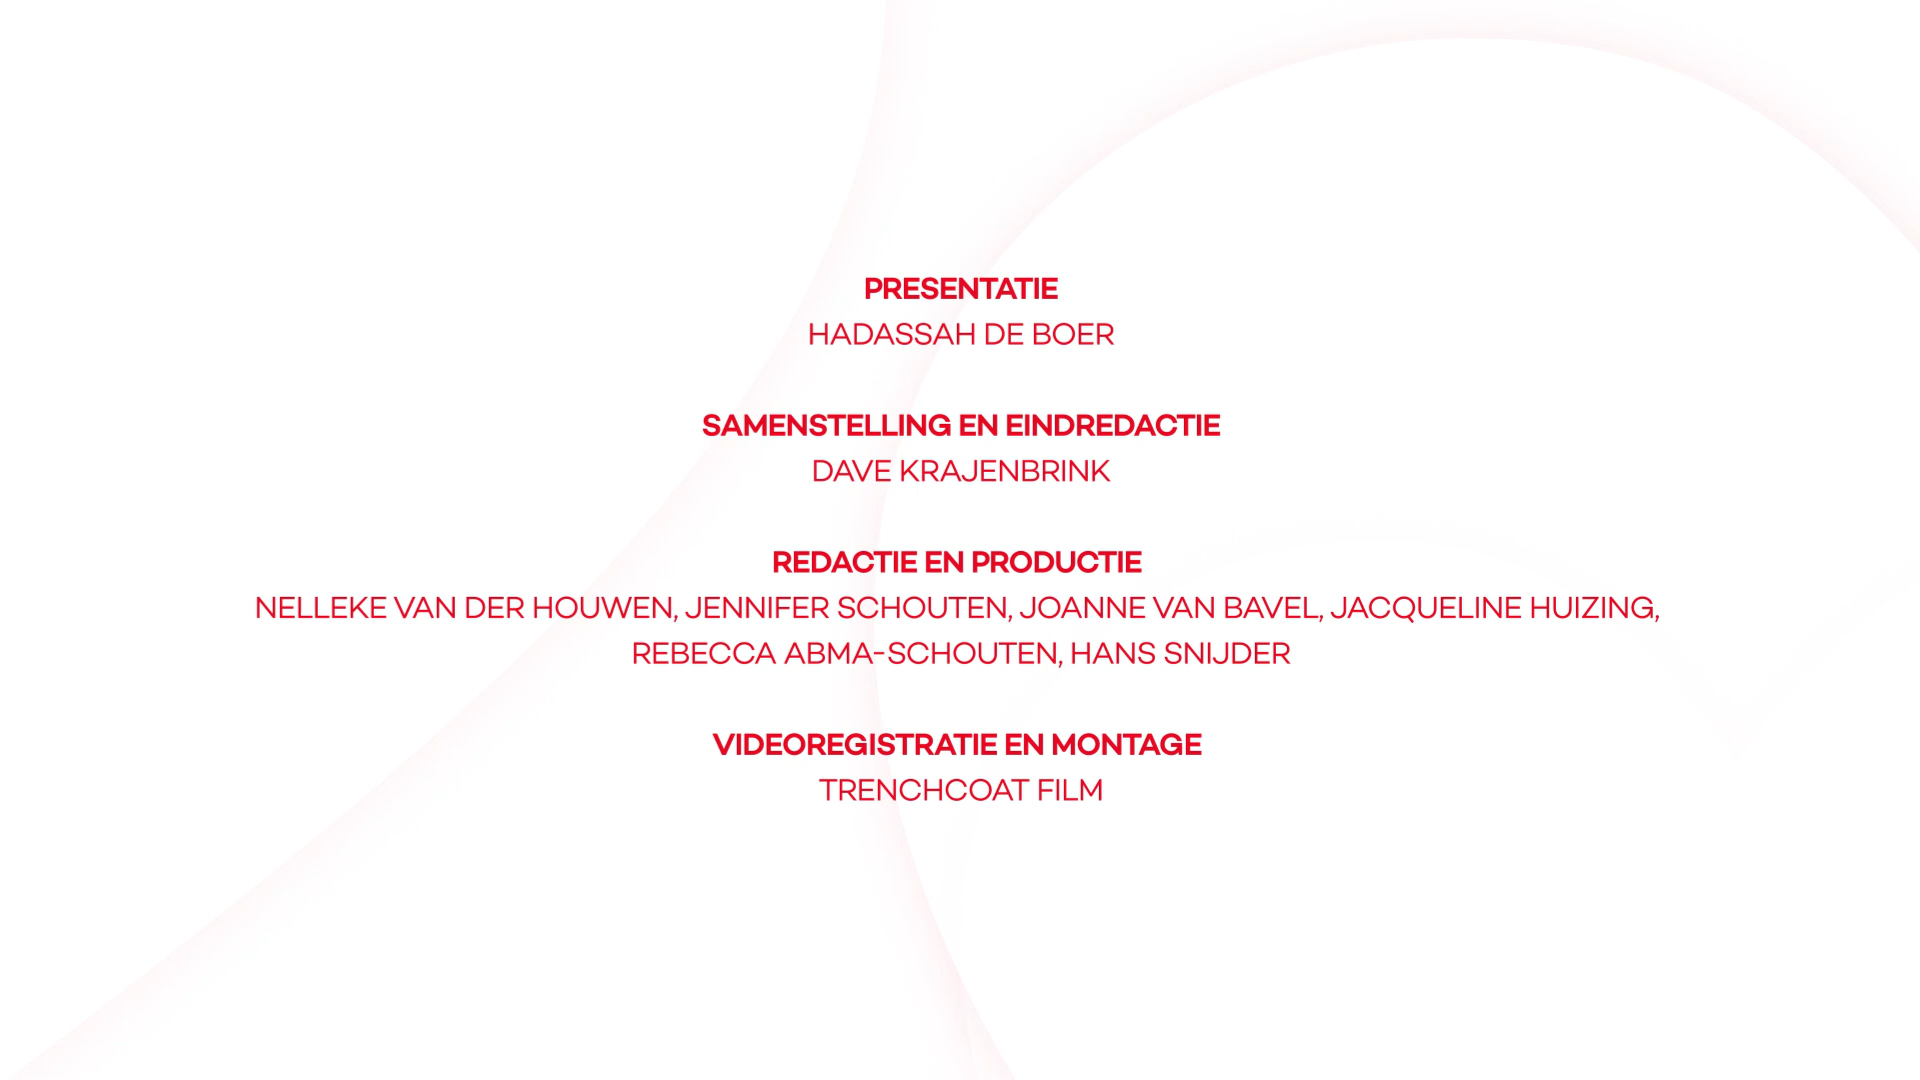 PRESENTATIE
HADASSAH DE BOER
SAMENSTELLING EN EINDREDACTIE
DAVE KRAJENBRINK
REDACTIE EN PRODUCTIE
NELLEKE VAN DER HOUWEN, JENNIFER SCHOUTEN, JOANNE VAN BAVEL, JACQUELINE HUIZING,
REBECCA ABMA-SCHOUTEN, HANS SNIJDER
VIDEOREGISTRATIE EN MONTAGE
TRENCHCOAT FILM